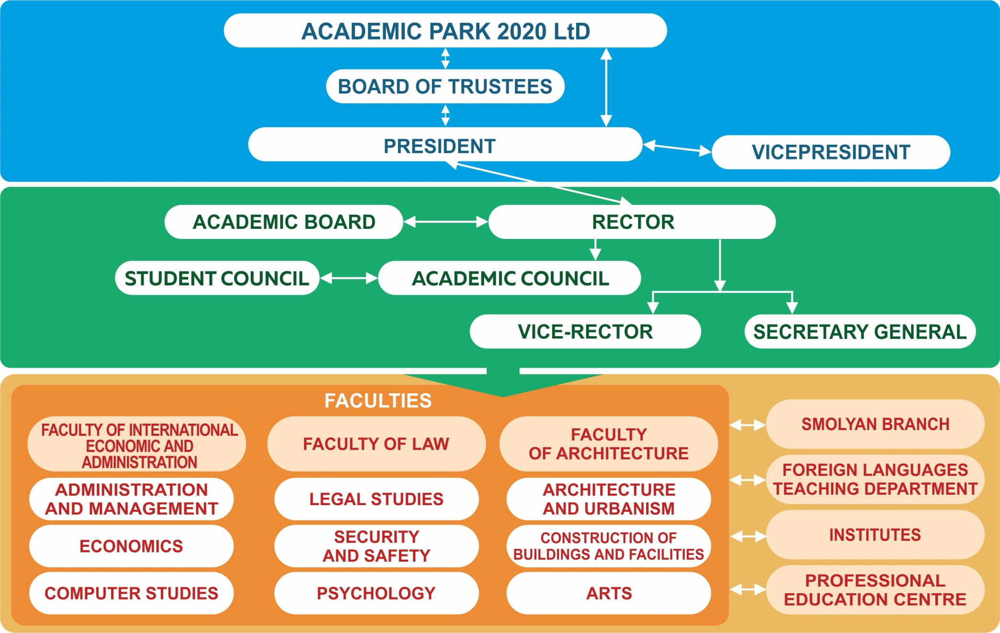 ACADEMIC PARK 2020 LtD
BOARD OF TRUSTEES
PRESIDENT
VICEPRESIDENT
ACADEMIC BOARD
RECTOR
STUDENT COUNCIL
ACADEMIC COUNCIL
VICE-RECTOR
SECRETARY GENERAL
FACULTIES
FACULTY OF INTERNATIONAL
ECONOMIC AND
ADMINISTRATION
ADMINISTRATION
AND MANAGEMENT
ECONOMICS
COMPUTER STUDIES
FACULTY OF LAW
LEGAL STUDIES
SECURITY
AND SAFETY
PSYCHOLOGY
FACULTY
OF ARCHITECTURE
ARCHITECTURE
AND URBANISM
CONSTRUCTION OF
BUILDINGS AND FACILITIES
ARTS
SMOLYAN BRANCH
FOREIGN LANGUAGES
TEACHING DEPARTMENT
INSTITUTES
PROFESSIONAL
EDUCATION CENTRE